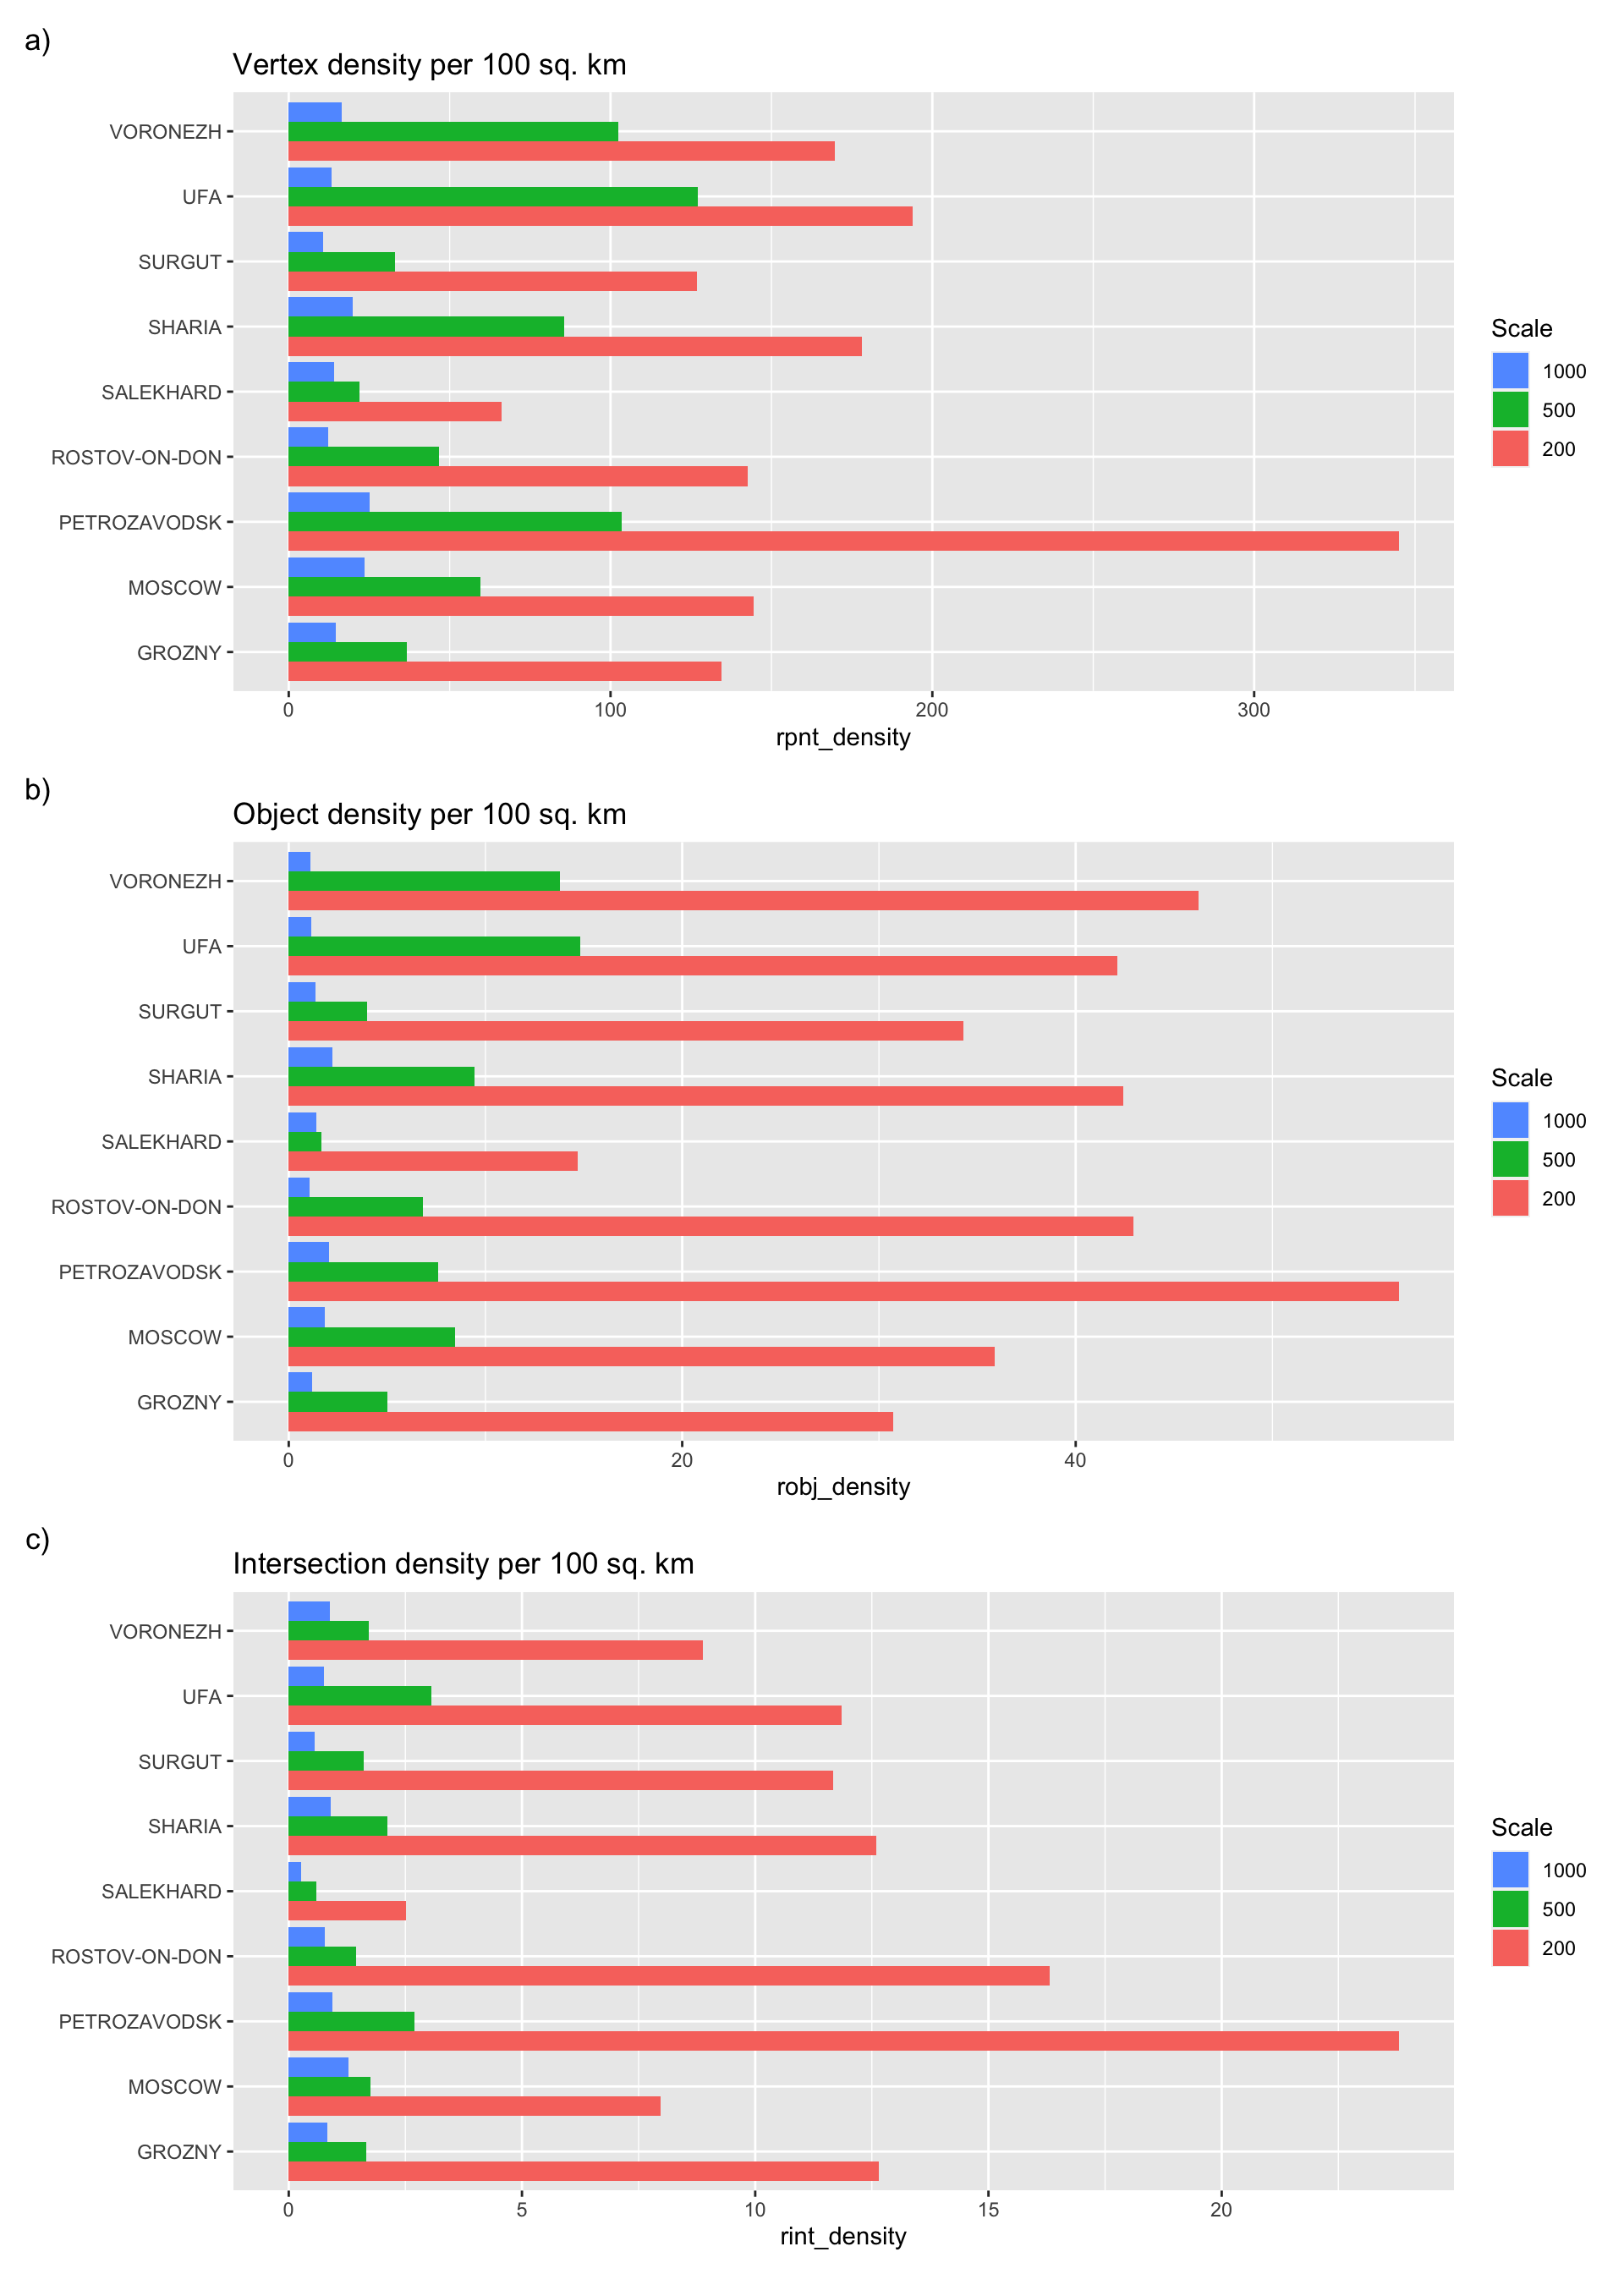 a)
Vertex density per 100 sq. km
VORONEZH
UFA
SURGUT
SHARIA
SALEKHARD
ROSTOV-ON-DON
PETROZAVODSK
MOSCOW
GROZNY
0 100 200 300
rpnt_density
Scale
1000
500
200
b)
Object density per 100 sq. km
VORONEZH
UFA
SURGUT
SHARIA
SALEKHARD
ROSTOV-ON-DON
PETROZAVODSK
MOSCOW
GROZNY
0 20 40
robj_density
Scale
1000
500
200
c)
Intersection density per 100 sq. km
VORONEZH
UFA
SURGUT
SHARIA
SALEKHARD
ROSTOV-ON-DON
PETROZAVODSK
MOSCOW
GROZNY
0 5 10 15 20
rint_density
Scale
1000
500
200